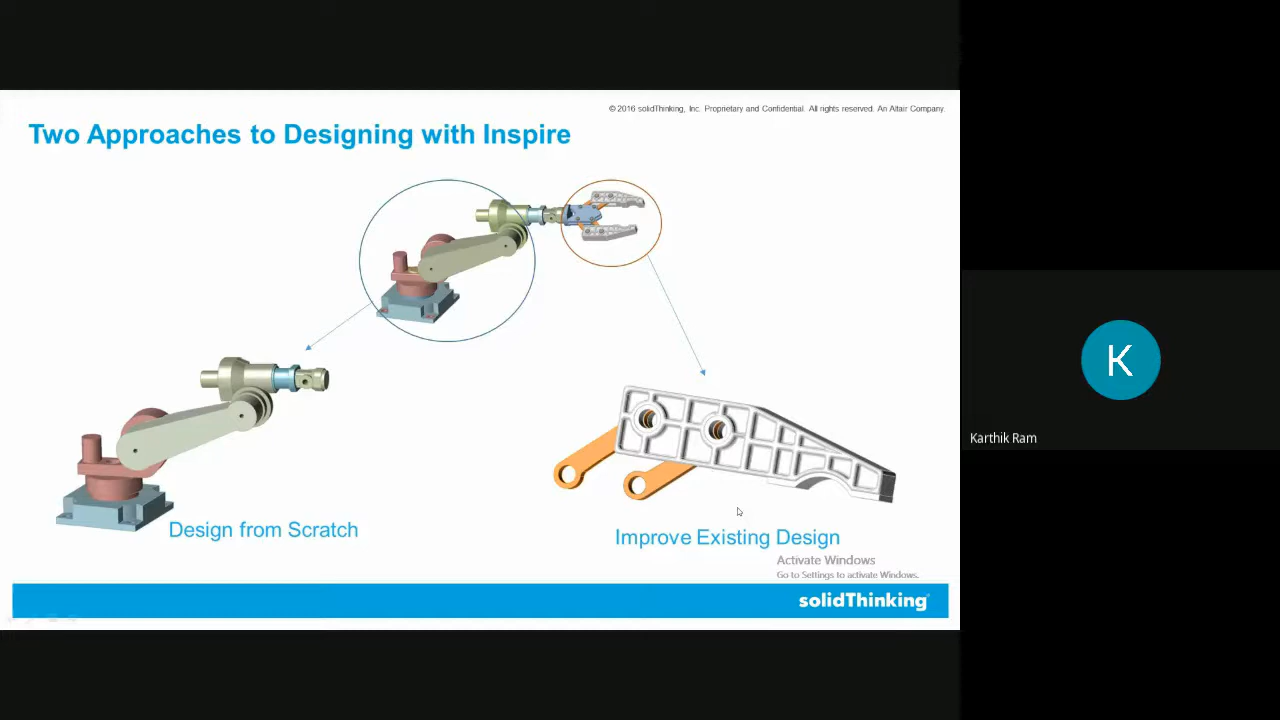 © 2016 solidThinking, Inc. Proprietary and Confidential. All rights reserved. An Altair Company.
Two Approaches to Designing with Inspire
K
Karthik Ram
Design from Scratch
Improve Existing Design
Activate Windows
Go to Settings to activate Windows.
solidThinking